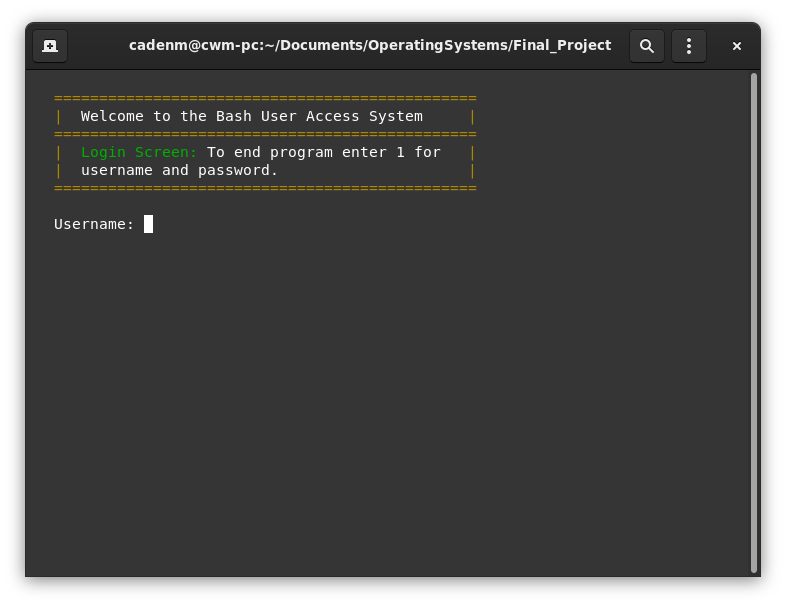 cadenm@cwm-pc:~/Documents/OperatingSystems/Final_Project
===============================================
|  Welcome to the Bash User Access System     |
===============================================
|  Login Screen: To end program enter 1 for   |
|  username and password.                     |
===============================================
Username: